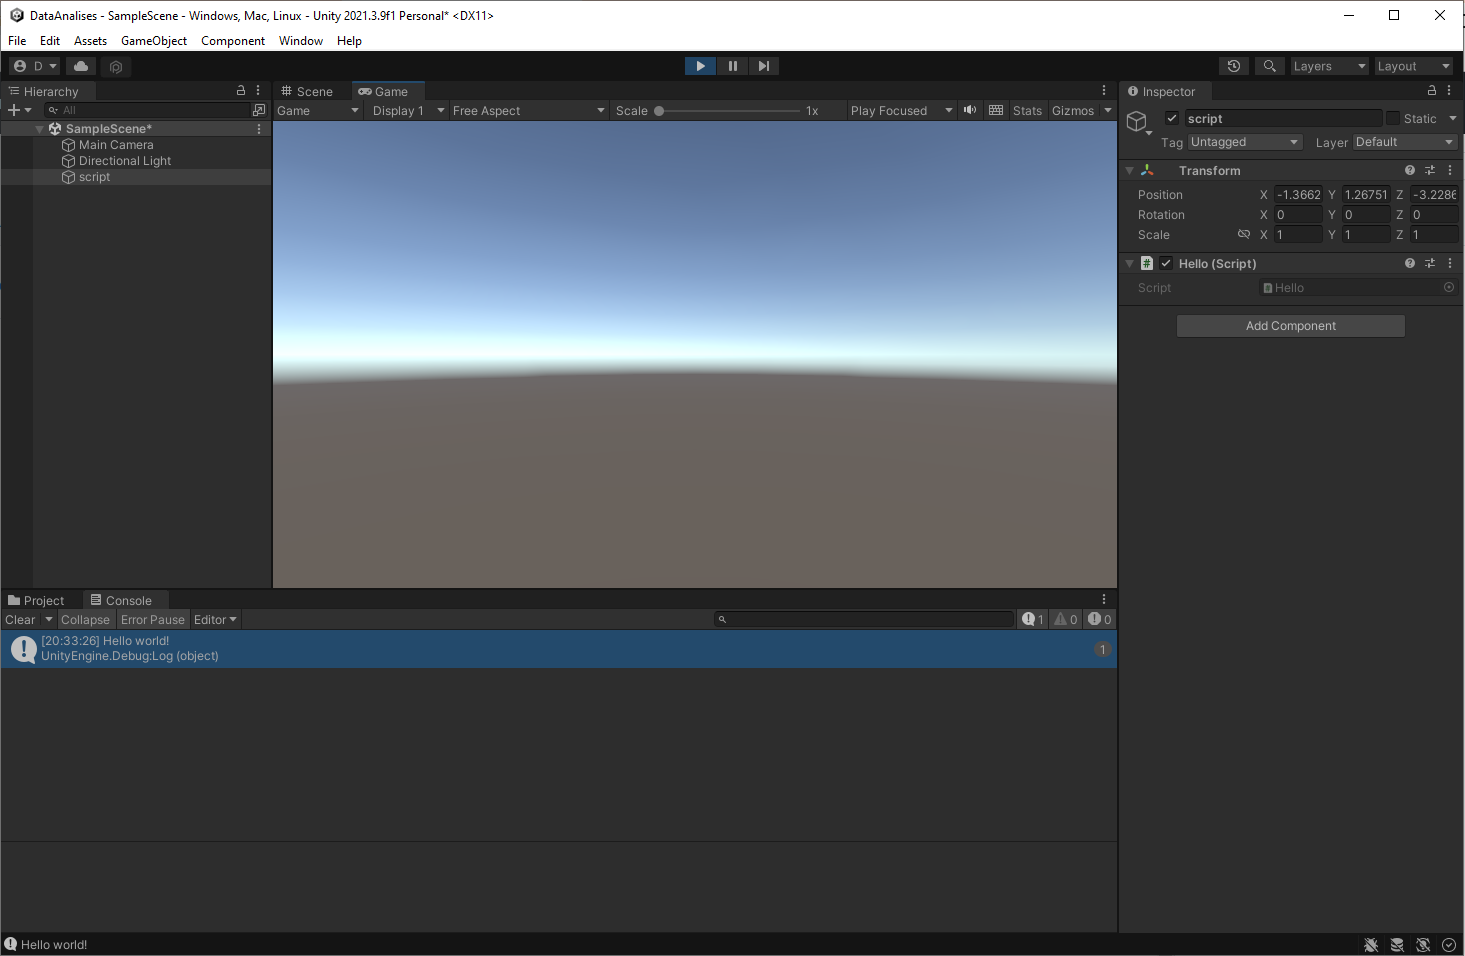 DataAnalises - SampleScene - Windows, Mac, Linux - Unity 2021.3.9f1 Personal* <DX11>
File Edit Assets GameObject Component Window Help
D Layers Layout
Hierarchy
All
SampleScene*
Main Camera
Directional Light
script
Scene Game
Game Display 1 Free Aspect Scale 1x Play Focused Stats Gizmos
Inspector
script Static
Tag Untagged Layer Default
Transform
Position X -1.3662 Y 1.26751 Z -3.2286
Rotation X 0 Y 0 Z 0
Scale X 1 Y 1 Z 1
# Hello (Script)
Script Hello
Add Component
Project Console
Clear Collapse Error Pause Editor 1 0 0
[20:33:26] Hello world!
UnityEngine.Debug:Log (object)
1
Hello world!